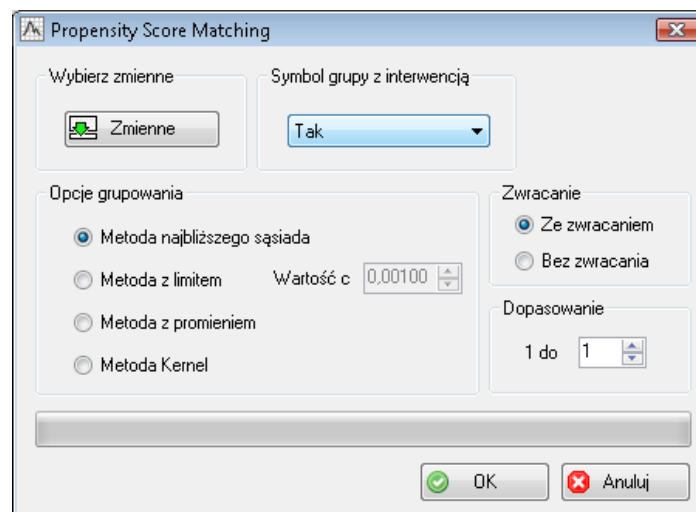 Propensity Score Matching
Wybierz zmienne
Zmienne
Symbol grupy z interwencją
Tak
Opcje grupowania
Metoda najbliższego sąsiada
Metoda z limitem Wartość c 0,00100
Metoda z promieniem
Metoda Kernel
Zwracanie
Ze zwracaniem
Bez zwracania
Dopasowanie
1 do 1
OK
Anuluj